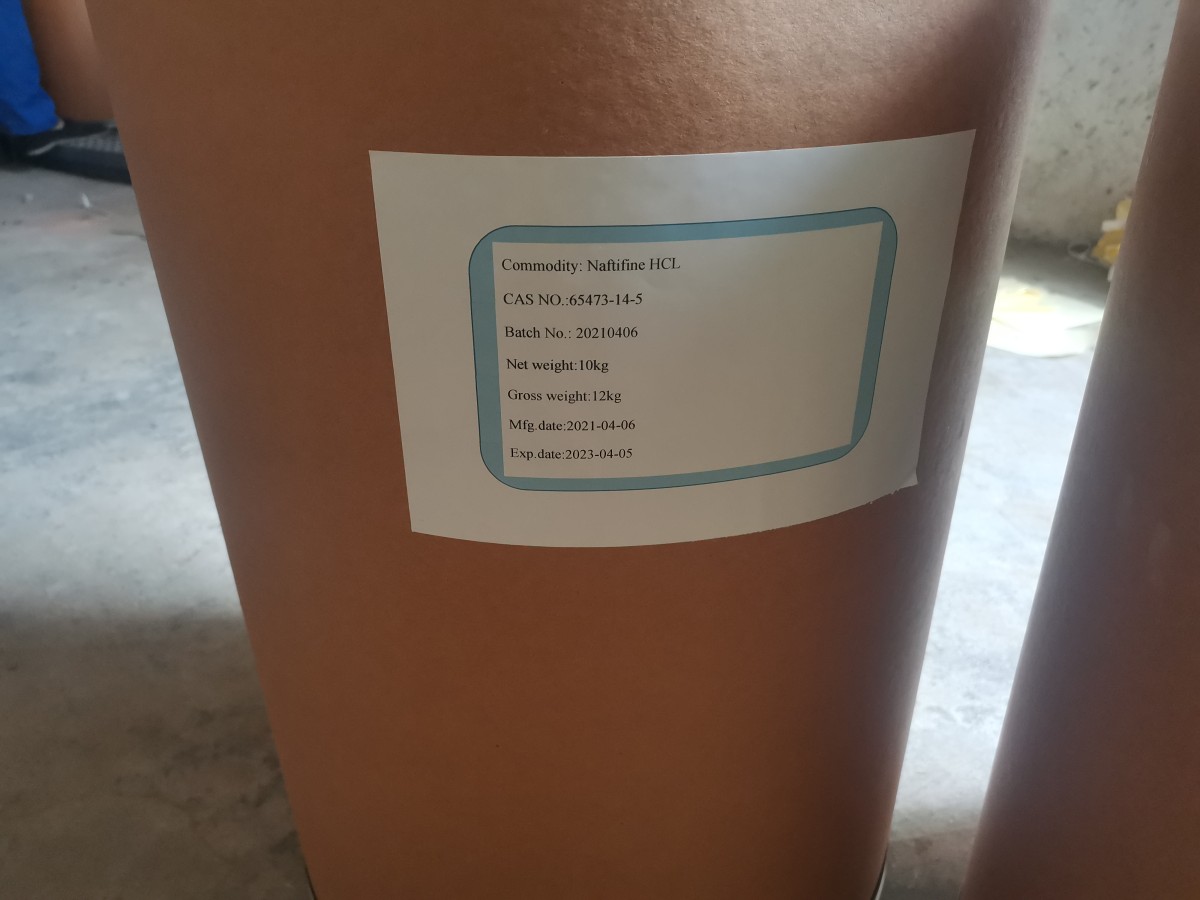 Commodity: Naftifine HCL
CAS NO.:65473-14-5
Batch No.: 20210406
Net weight:10kg
Gross weight:12kg
Mfg.date:2021-04-06
Exp.date:2023-04-05